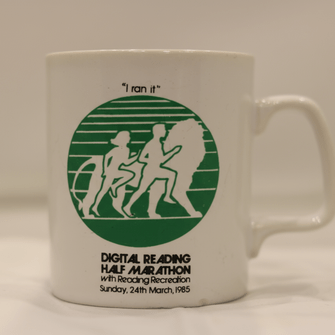 "I ran it"
DIGITAL READING
HALF MARATHON
with Reading Recreation
Sunday, 24th March, 1985